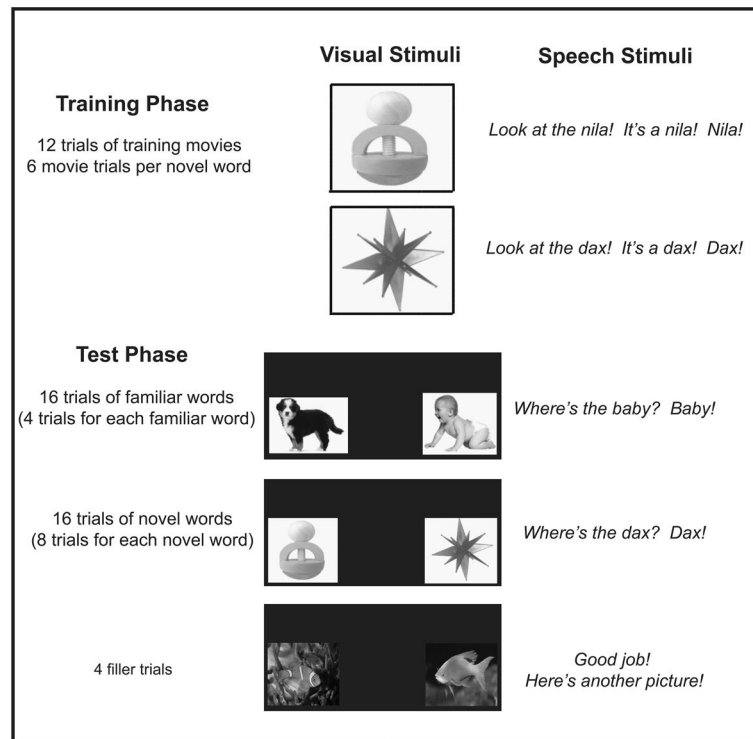 Visual Stimuli
Speech Stimuli
Training Phase
12 trials of training movies
6 movie trials per novel word
Look at the nila!  It's a nila!  Nila!
Look at the dax!  It's a dax!  Dax!
Test Phase
16 trials of familiar words
(4 trials for each familiar word)
Where's the baby?  Baby!
16 trials of novel words
(8 trials for each novel word)
Where's the dax?  Dax!
4 filler trials
Good job!
Here's another picture!